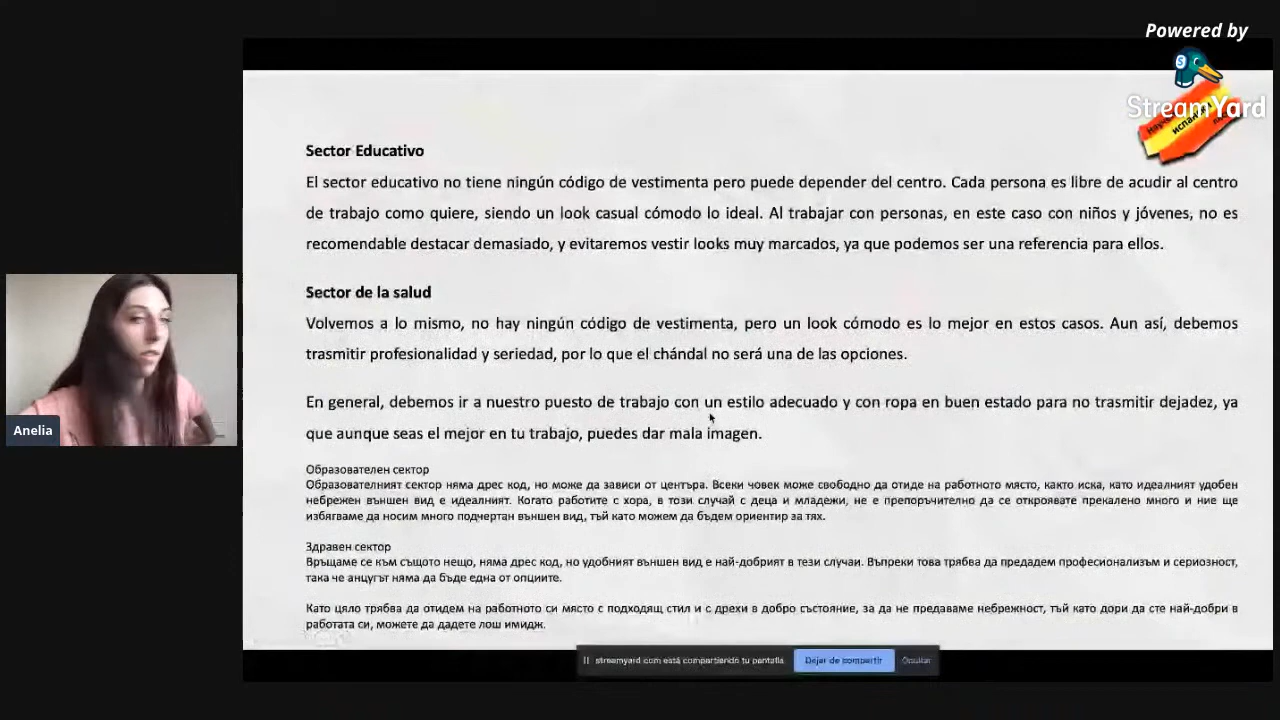 Powered by
StreamYard
Sector Educativo
El sector educativo no tiene ningún código de vestimenta pero puede depender del centro. Cada persona es libre de acudir al centro
de trabajo como quiere, siendo un look casual cómodo lo ideal. Al trabajar con personas, en este caso con niños y jóvenes, no es
recomendable destacar demasiado, y evitaremos vestir looks muy marcados, ya que podemos ser una referencia para ellos.
Sector de la salud
Volvemos a lo mismo, no hay ningún código de vestimenta, pero un look cómodo es lo mejor en estos casos. Aun así, debemos
trasmitir profesionalidad y seriedad, por lo que el chándal no será una de las opciones.
En general, debemos ir a nuestro puesto de trabajo con un estilo adecuado y con ropa en buen estado para no trasmitir dejadez, ya
que aunque seas el mejor en tu trabajo, puedes dar mala imagen.
Anelia
Образователен сектор
Образователният сектор няма дрес код, но може да зависи от центъра. Всеки човек може свободно да отиде на работното място, както иска, като идеалният удобен
небрежен външен вид е идеалният. Когато работите с хора, в този случай с деца и младежи, не е препоръчително да се откроявате прекалено много и ние ще
избягваме да носим много подчертан външен вид, тъй като можем да бъдем ориентир за тях.
Здравен сектор
Връщаме се към същото нещо, няма дрес код, но удобният външен вид е най-добрият в тези случаи. Въпреки това трябва да предадем професионализъм и сериозност,
така че анцугът няма да бъде една от опциите.
Като цяло трябва да отидем на работното си място с подходящ стил и с дрехи в добро състояние, за да не предаваме небрежност, тъй като дори да сте най-добри в
работата си, можете да дадете лош имидж.
streamyard.com está compartiendo tu pantalla. Dejar de compartir Ocultar